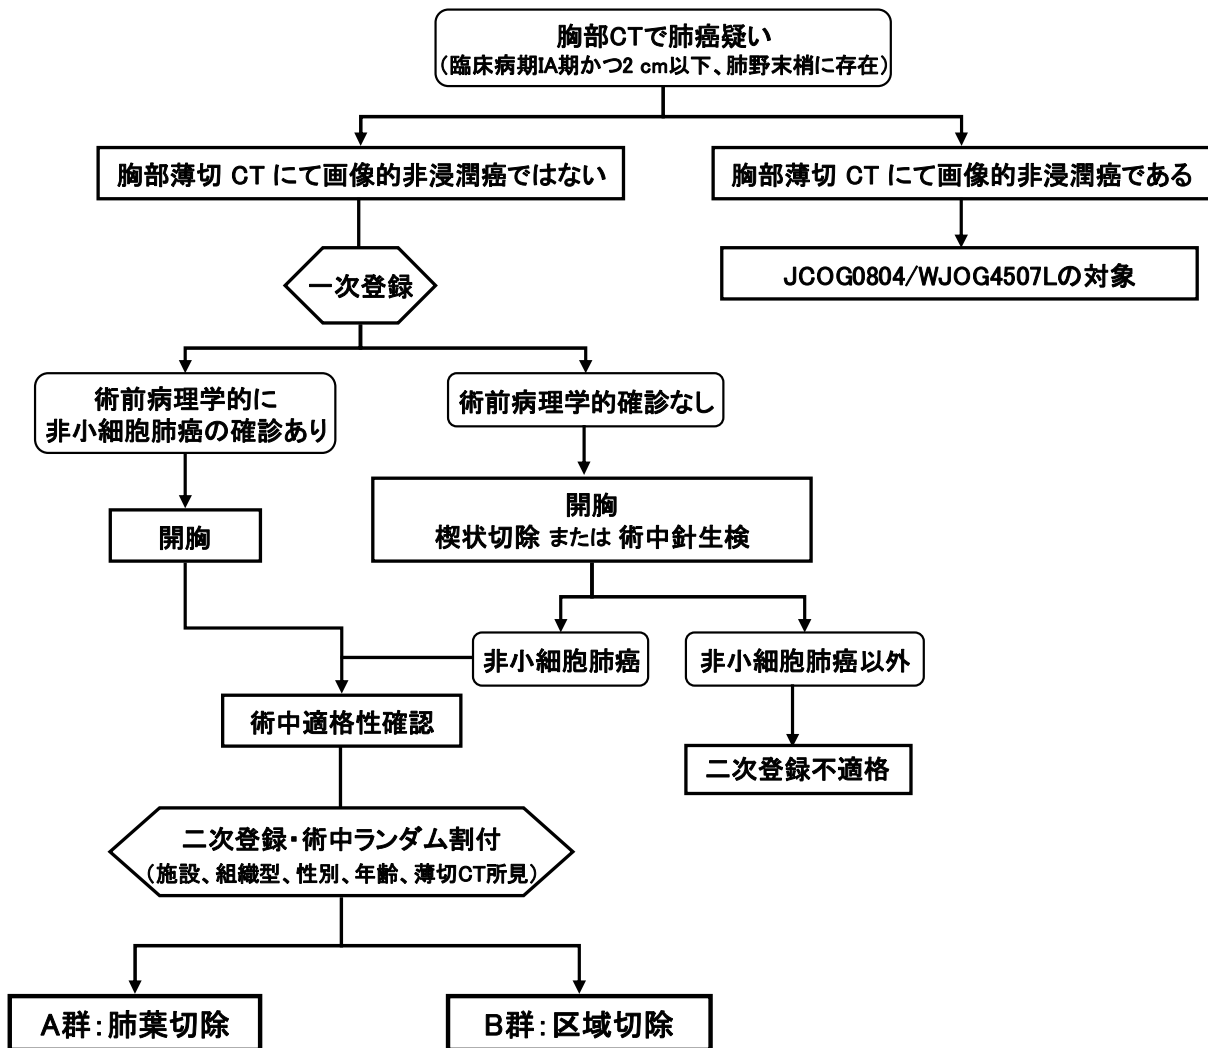 胸部CTで肺癌疑い
(臨床病期IA期かつ2 cm以下、肺野末梢に存在)
胸部薄切 CT にて画像的非浸潤癌ではない
胸部薄切 CT にて画像的非浸潤癌である
JCOG0804/WJOG4507Lの対象
一次登録
術前病理学的に
非小細胞肺癌の確診あり
術前病理学的確診なし
開胸
開胸
楔状切除 または 術中針生検
非小細胞肺癌
非小細胞肺癌以外
術中適格性確認
二次登録不適格
二次登録・術中ランダム割付
(施設、組織型、性別、年齢、薄切CT所見)
A群:肺葉切除
B群:区域切除